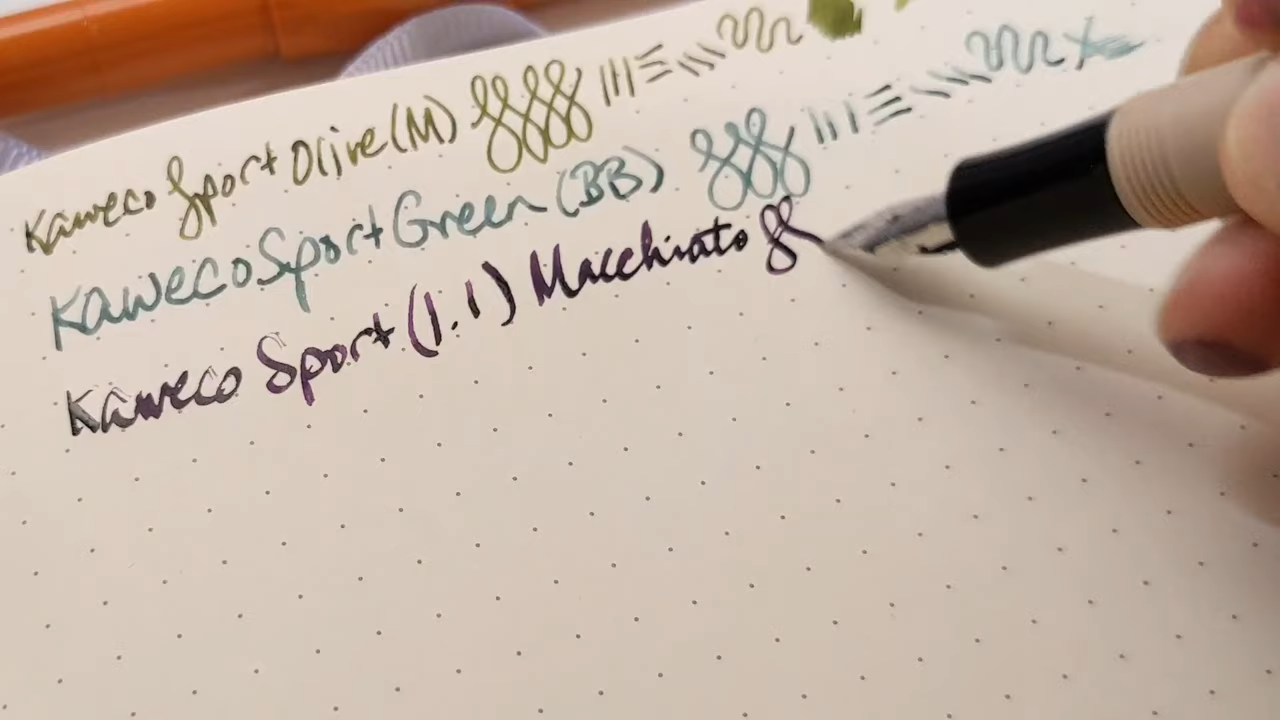 Kaweco Sport Olive (M)
Kaweco Sport Green (BB)
Kaweco Sport (1.1) Macchiato